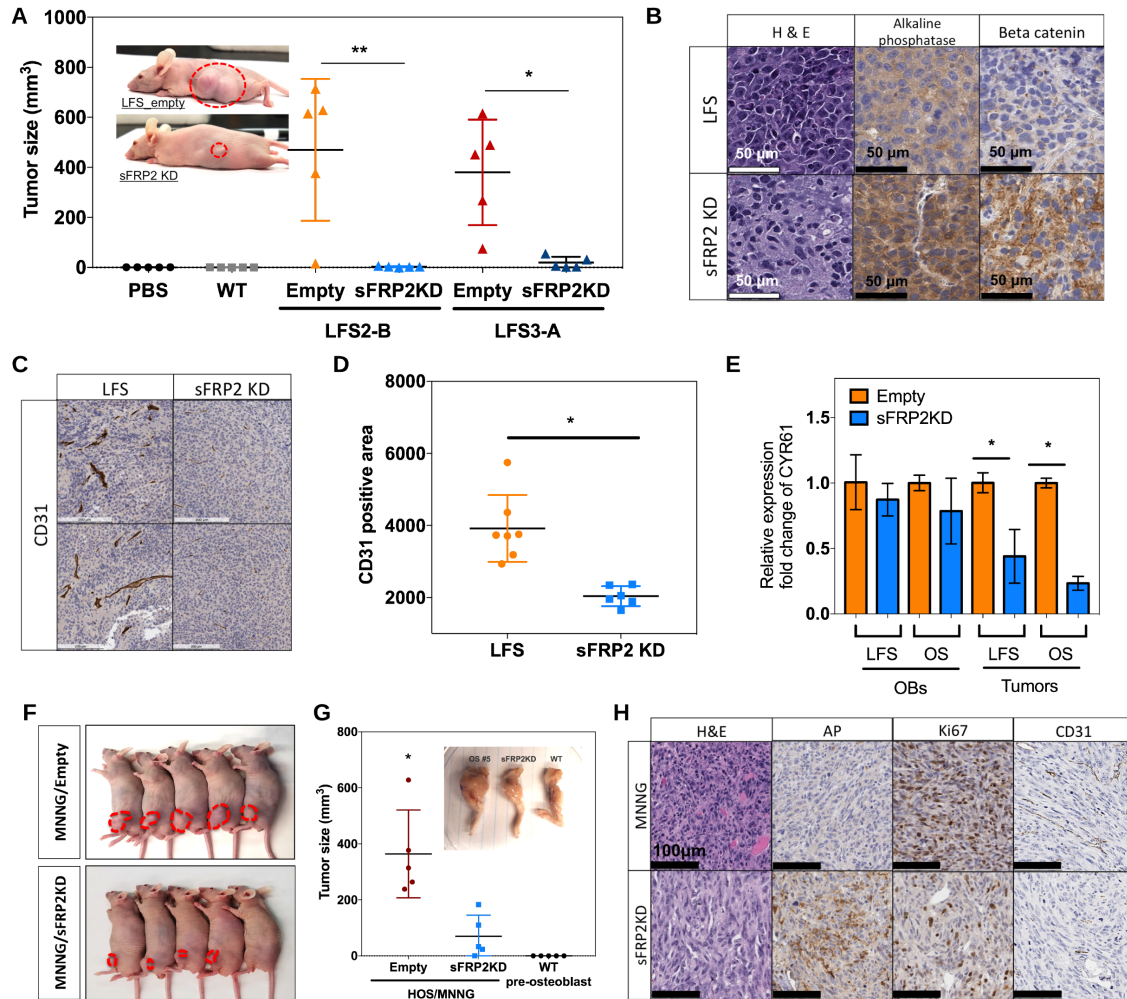 A
Tumor size (mm³)
1000
800
600
400
200
0
LFS_empty
sFRP2 KD
**
*
PBS
WT
Empty sFRP2KD
Empty sFRP2KD
LFS2-B
LFS3-A
B
H & E
Alkaline
phosphatase
Beta catenin
LFS
50 µm
50 µm
50 µm
sFRP2 KD
50 µm
50 µm
50 µm
C
LFS
sFRP2 KD
CD31
D
CD31 positive area
8000
6000
4000
2000
*
LFS
sFRP2 KD
E
Relative expression
fold change of CYR61
1.5
1.0
0.5
0.0
Empty
sFRP2KD
*
*
LFS
OS
LFS
OS
OBs
Tumors
F
MNNG/Empty
MNNG/sFRP2KD
G
Tumor size (mm³)
800
600
400
200
0
*
OS #5
sFRP2KD
WT
Empty
sFRP2KD
WT
pre-osteoblast
HOS/MNNG
H
H&E
AP
Ki67
CD31
MNNG
100µm
sFRP2KD